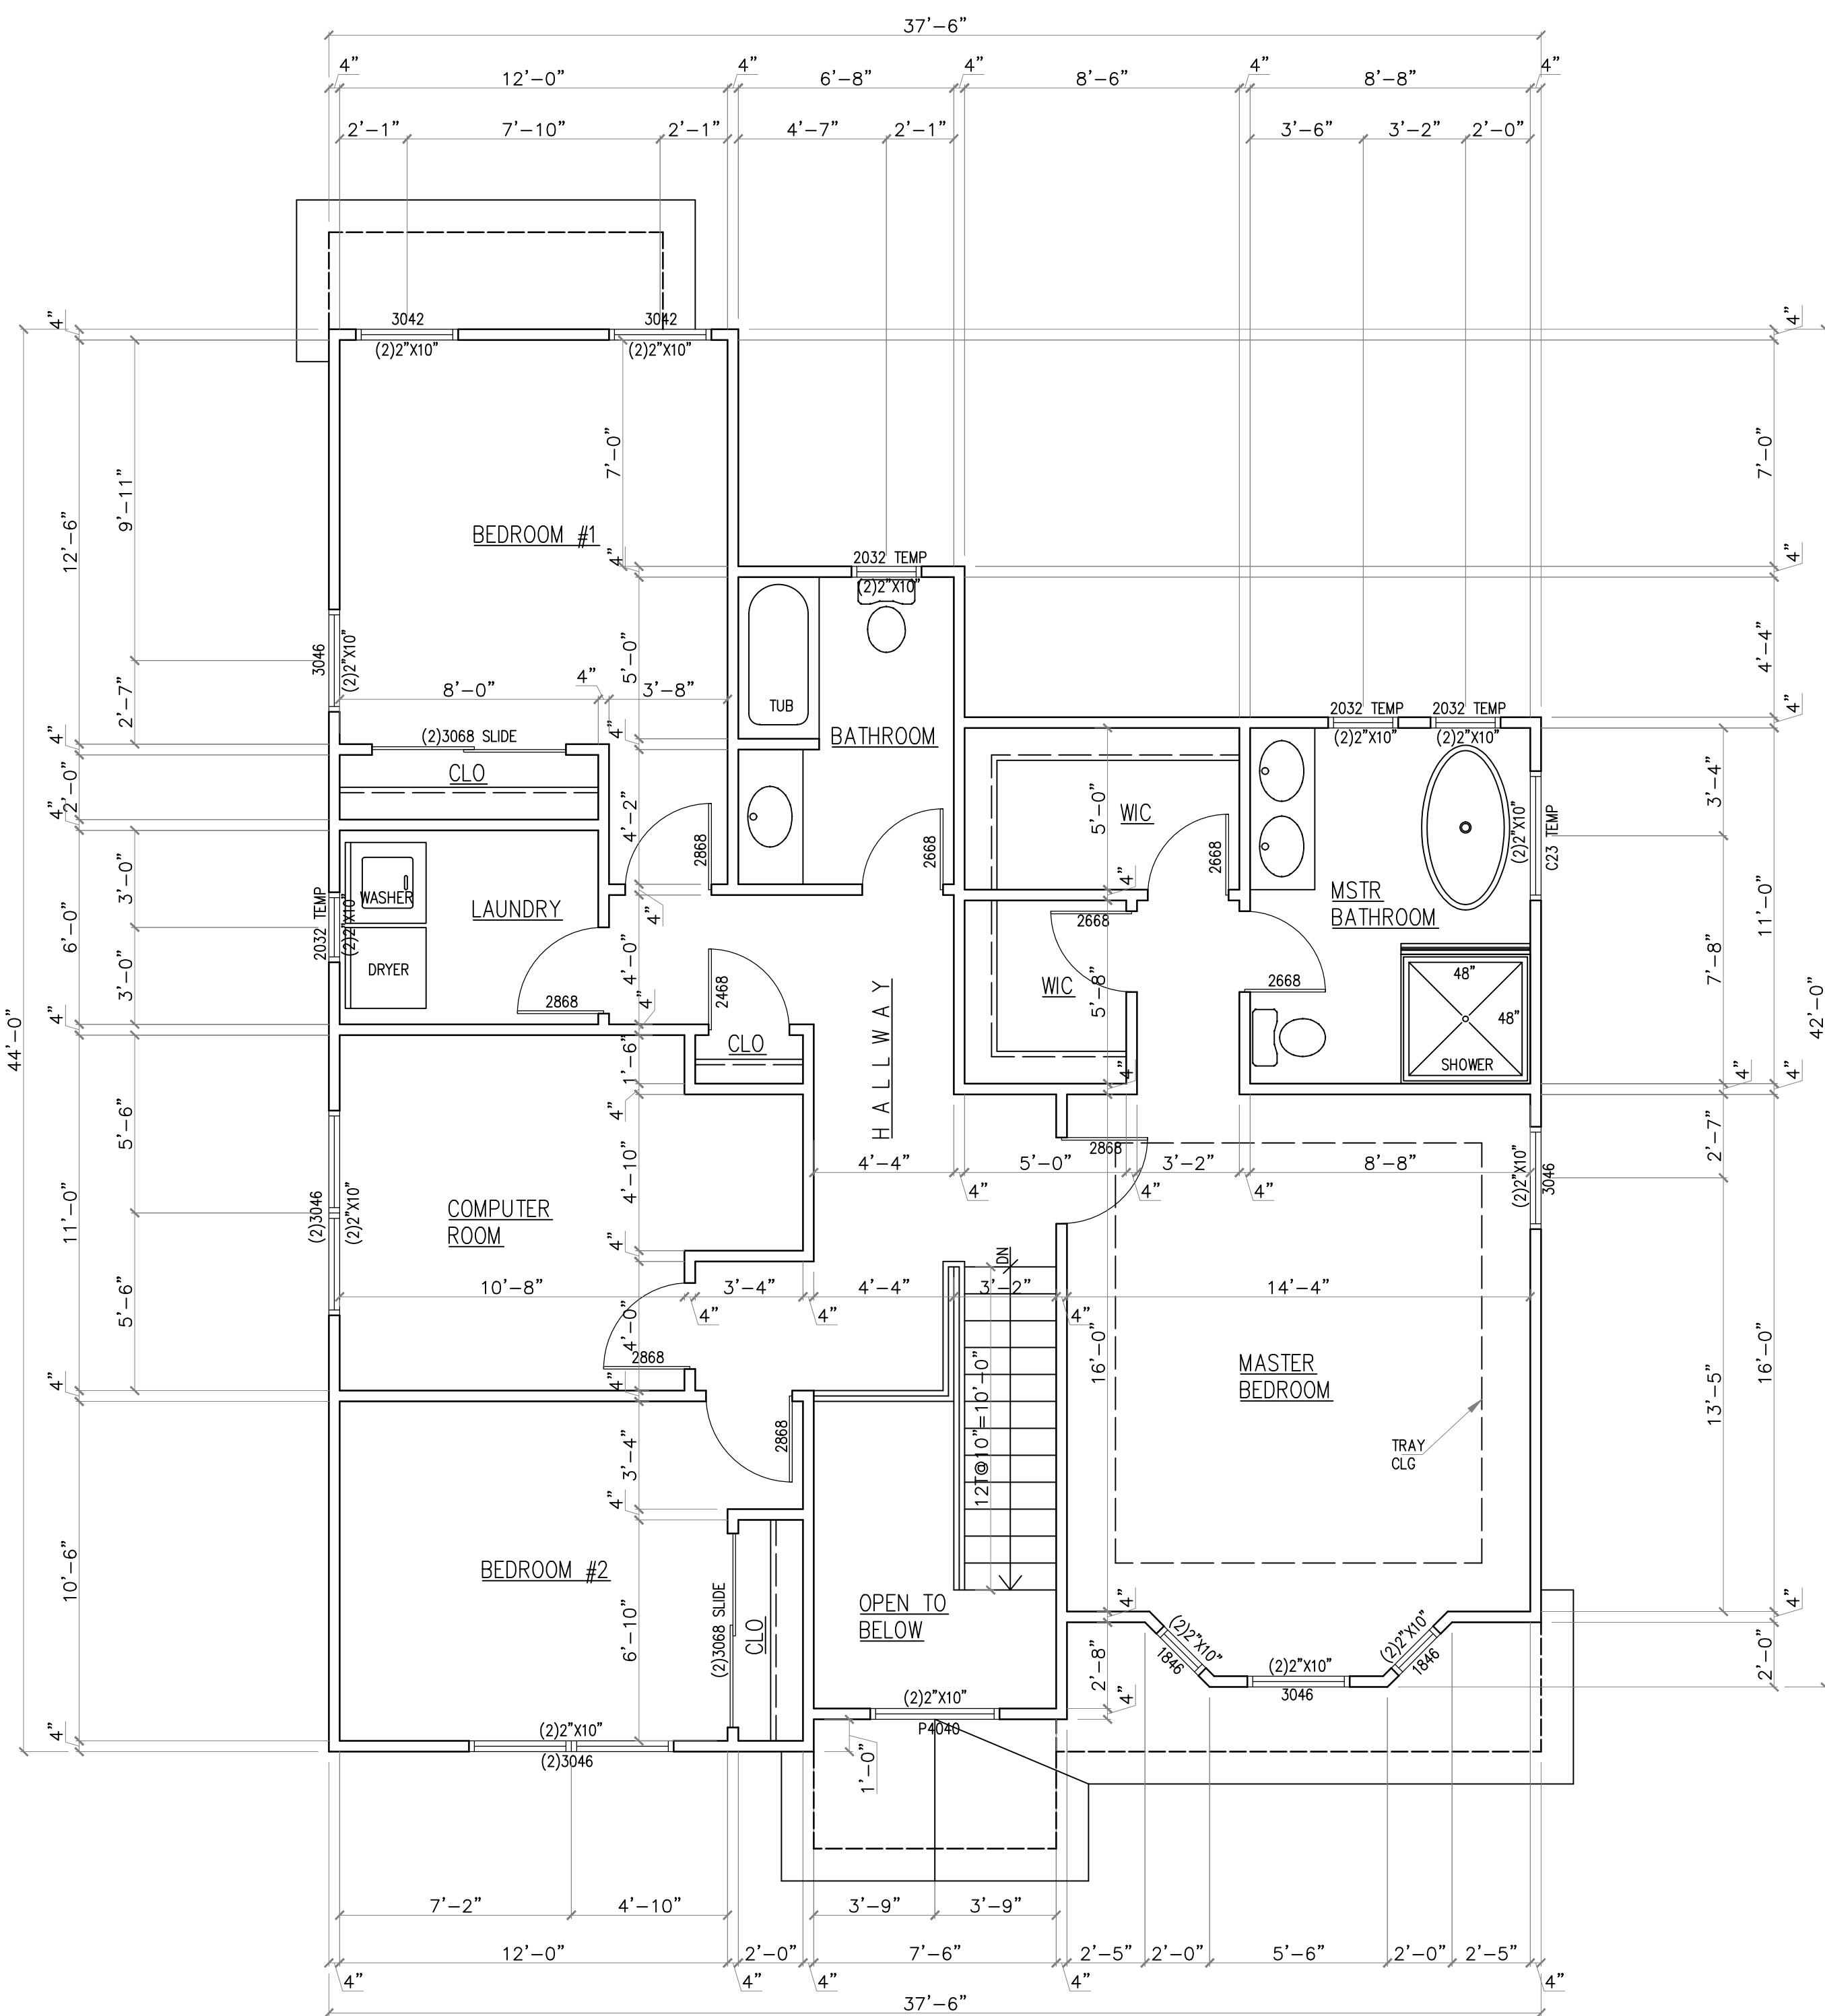 37'-6"
4" 12'-0" 4" 6'-8" 4" 8'-6" 4" 8'-8" 4"
2'-1" 7'-10" 2'-1" 4'-7" 2'-1" 3'-6" 3'-2" 2'-0"
3042 3042
(2)2"X10" (2)2"X10"
4" 4"
12'-6" 9'-11" 7'-0" 7'-0"
BEDROOM #1
4" 4"
2032 TEMP
(2)2"X10"
3046
(2)2"X10"
5'-0" 4'-4"
2'-7" 8'-0" 4" 3'-8"
TUB
BATHROOM
4" 4" 4"
2032 TEMP 2032 TEMP
(2)2"X10" (2)2"X10"
(2)3068 SLIDE
CLO
2'-0"
4"
4'-2"
2868
2668
WIC
5'-0"
2668
4"
3'-4"
(2)2"X10"
C23 TEMP
MSTR
BATHROOM
11'-0"
3'-0"
6'-0"
3'-0"
2032 TEMP
(2)2"X10"
WASHER
DRYER
LAUNDRY
2868
4"
4'-0"
4"
2468
CLO
1'-6"
4"
HALLWAY
2668
WIC
5'-8"
4"
2668
48"
48"
SHOWER
7'-8"
4" 4"
44'-0"
42'-0"
4"
5'-6"
11'-0"
5'-6"
(2)3046
(2)2"X10"
COMPUTER
ROOM
4'-10"
4"
2868
4'-4" 4" 5'-0" 4" 3'-2" 4" 8'-8"
2'-7"
(2)2"X10"
3046
DN
10'-8" 4" 3'-4" 4" 4'-4" 3'-2" 4" 14'-4"
4'-0"
2868
4"
4"
12T@10"=10'-0"
16'-0"
MASTER
BEDROOM
13'-5"
16'-0"
TRAY
CLG
2868
3'-4"
4"
10'-6"
BEDROOM #2
6'-10"
(2)3068 SLIDE
CLO
OPEN TO
BELOW
4" 4"
2'-8"
4"
(2)2"X10"
1846
(2)2"X10"
3046
(2)2"X10"
1846
2'-0"
(2)2"X10"
P4040
4"
(2)2"X10"
(2)3046
1'-0"
7'-2" 4'-10" 3'-9" 3'-9"
12'-0" 2'-0" 7'-6" 2'-5" 2'-0" 5'-6" 2'-0" 2'-5"
4" 4" 4" 4" 4"
37'-6"